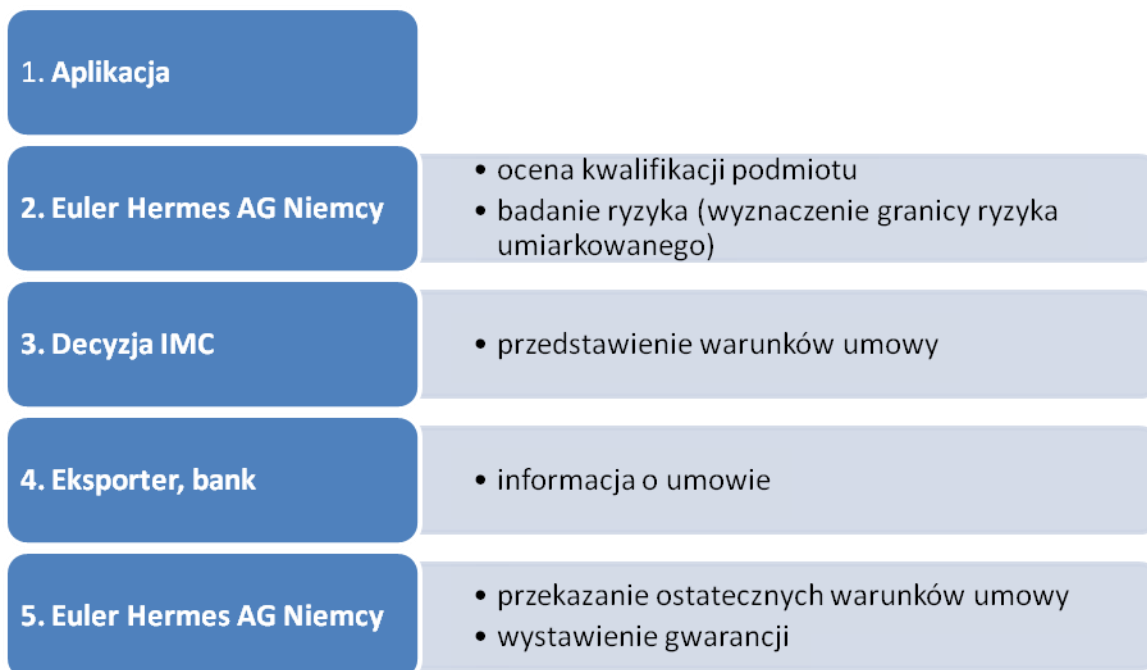 1. Aplikacja
2. Euler Hermes AG Niemcy
• ocena kwalifikacji podmiotu
• badanie ryzyka (wyznaczenie granicy ryzyka
umiarkowanego)
3. Decyzja IMC
• przedstawienie warunków umowy
4. Eksporter, bank
• informacja o umowie
5. Euler Hermes AG Niemcy
• przekazanie ostatecznych warunków umowy
• wystawienie gwarancji